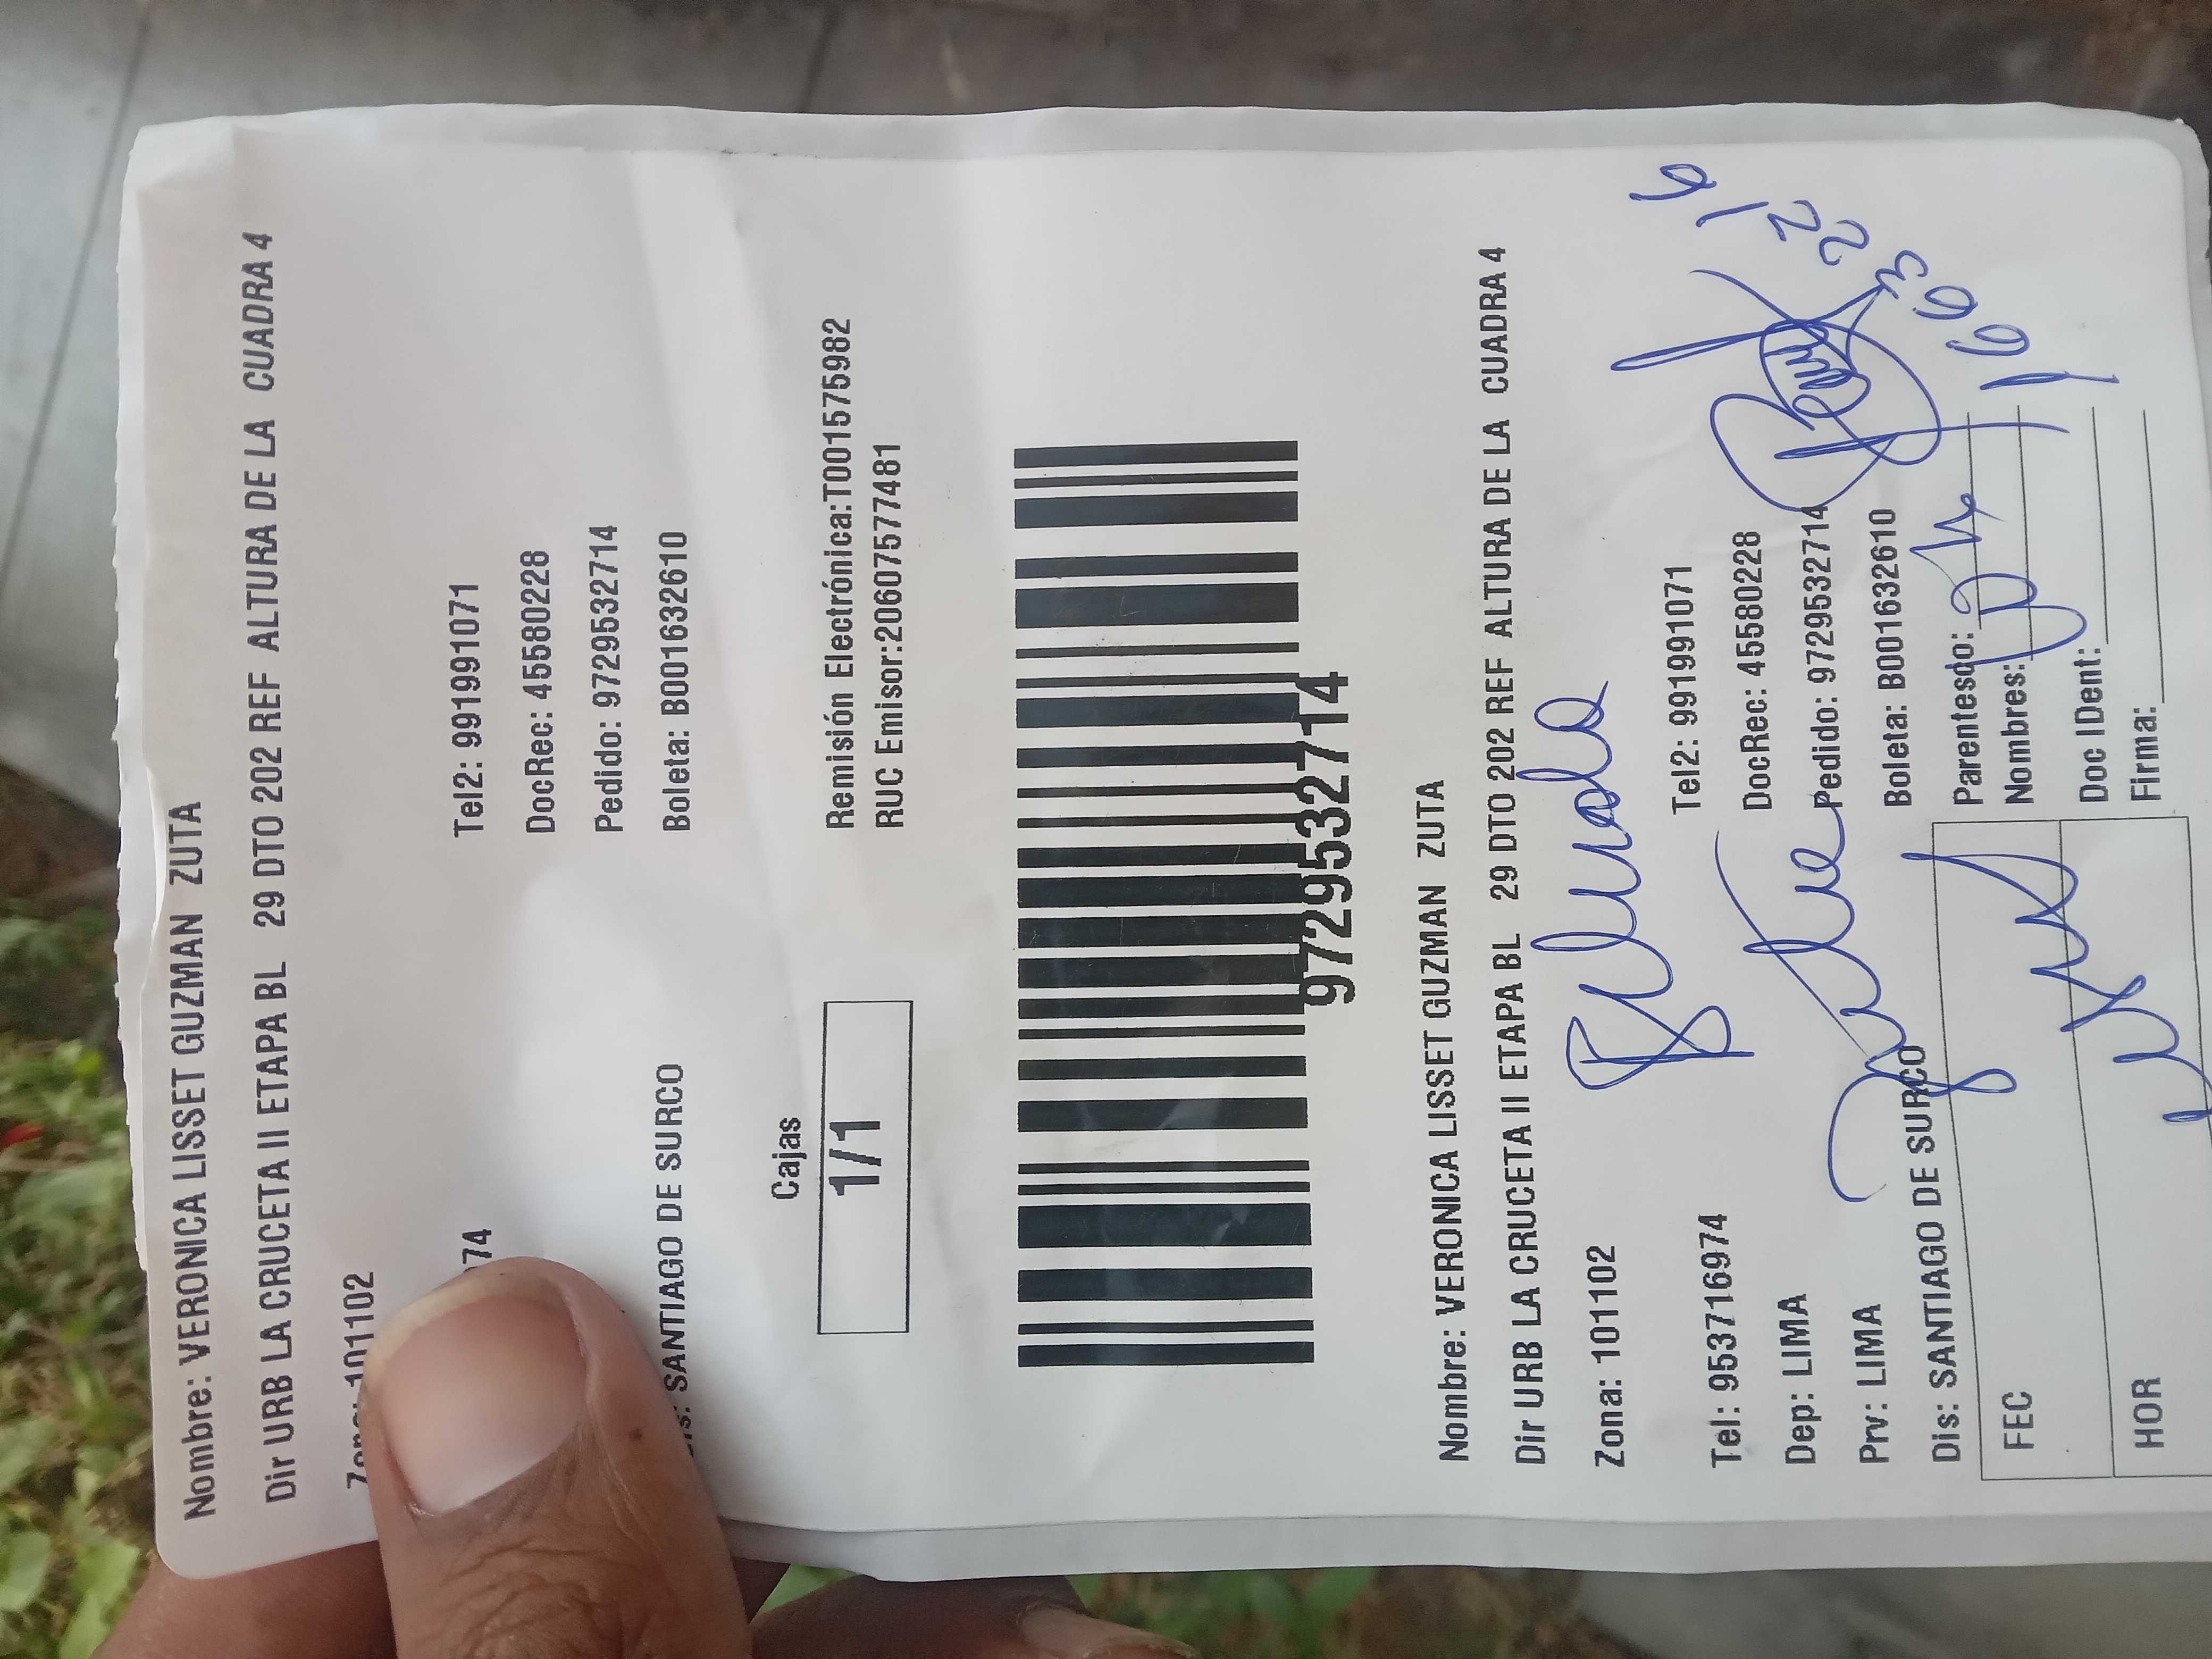 Nombre: VERONICA LISSET GUZMAN ZUTA
Dir URB LA CRUCETA II ETAPA BL 29 DTO 202 REF ALTURA DE LA CUADRA 4
101102
74
Tel2: 991991071
DocRec: 45580228
Pedido: 9729532714
SANTIAGO DE SURCO
Boleta: B001632610
Cajas
1/1
Remisión Electrónica:T001575982
RUC Emisor:20607577481
9729532714
Nombre: VERONICA LISSET GUZMAN ZUTA
Dir URB LA CRUCETA II ETAPA BL 29 DTO 202 REF ALTURA DE LA CUADRA 4
Zona: 101102
Tel: 953716974
Tel2: 991991071
Dep: LIMA
DocRec: 45580228
Prv: LIMA
Pedido: 9729532714
Dis: SANTIAGO DE SURCO
Boleta: B001632610
FEC
Parentesco:
Nombres:
HOR
Doc IDent:
Firma: